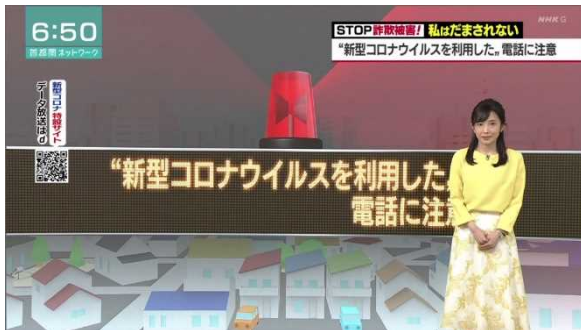 6:50
首都圏ネットワーク
STOP詐欺被害! 私はだまされない
NHK G
“新型コロナウイルスを利用した„ 電話に注意
新型コロナ 特設サイト
データ放送は d
“新型コロナウイルスを利用した
電話に注意